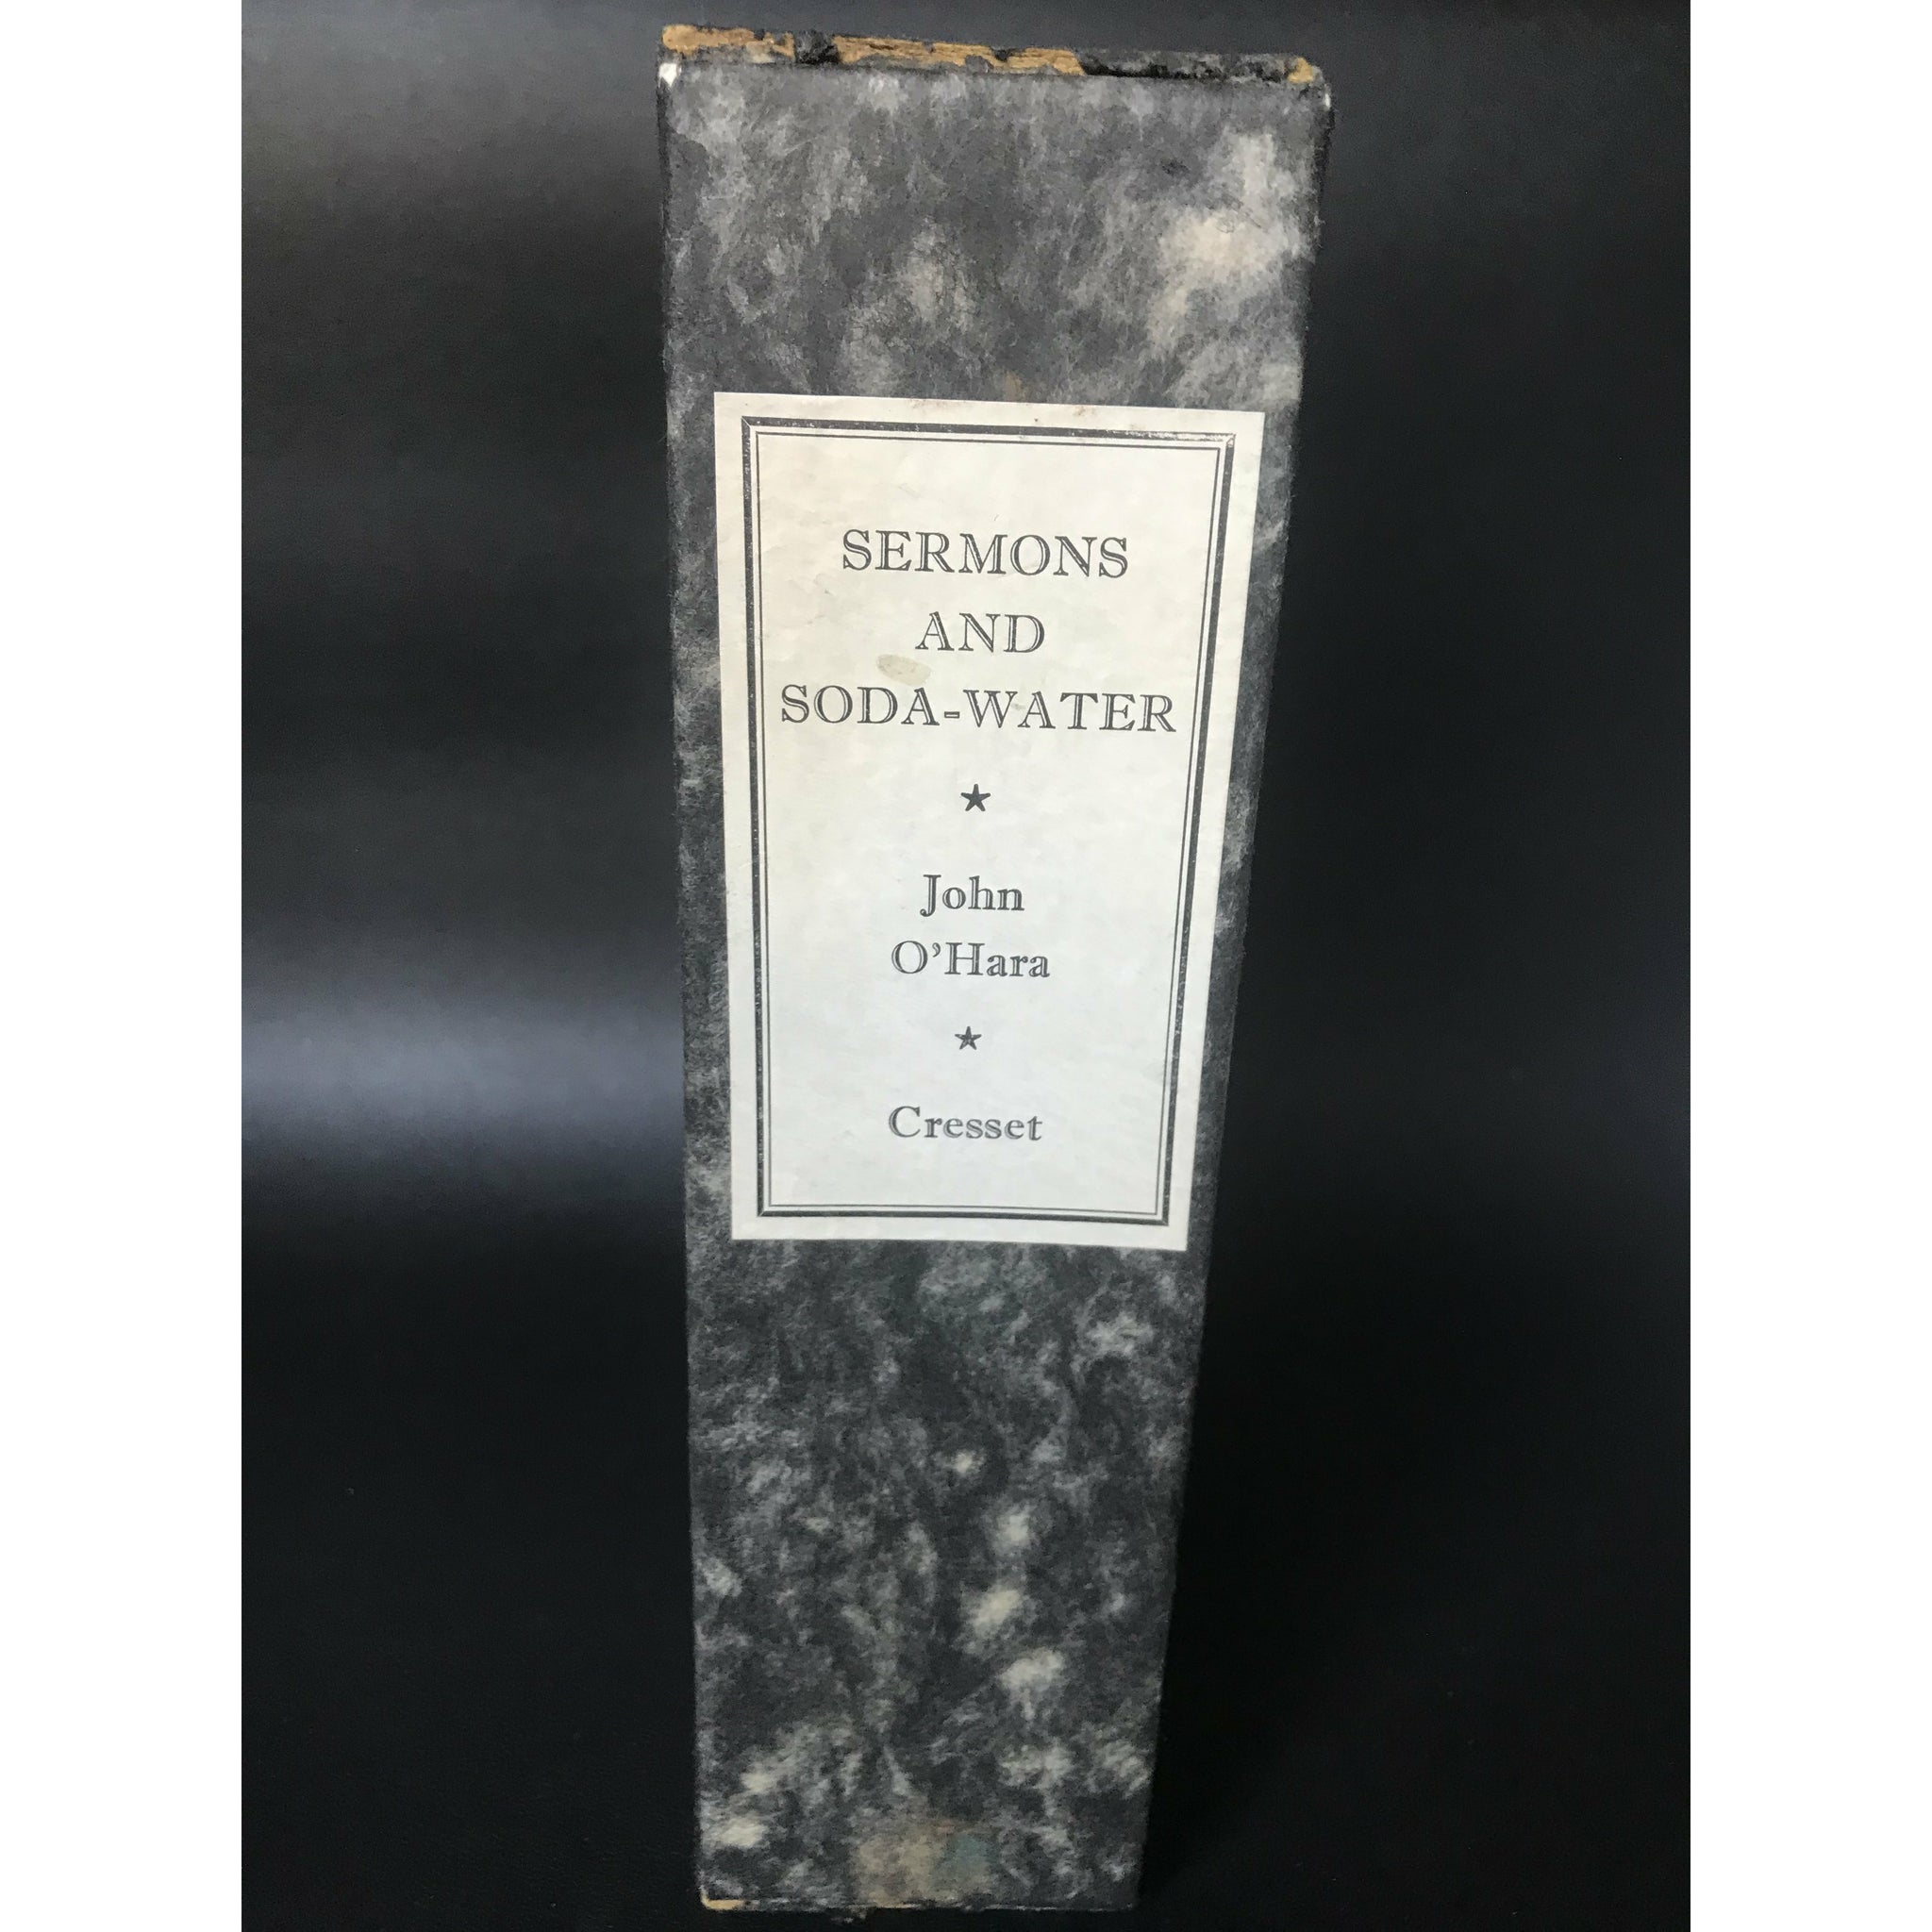 SERMONS
AND
SODA-WATER
★
John
O’Hara
★
Cresset